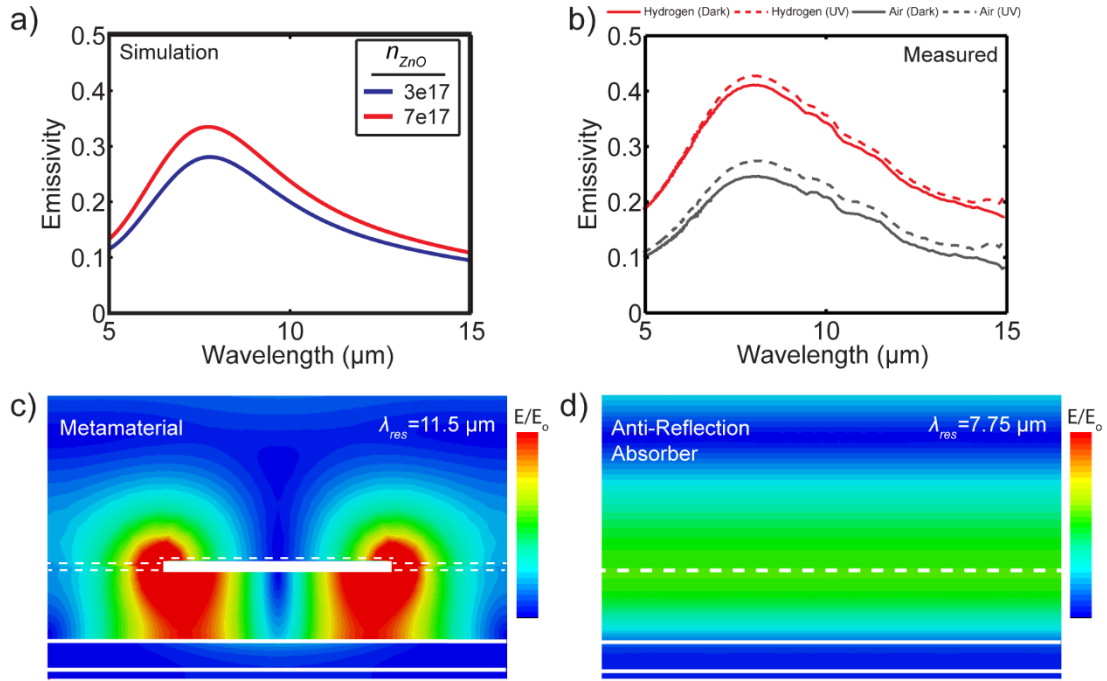 a)
0.5
0.4
0.3
0.2
0.1
0
Emissivity
Simulation
nZnO
3e17
7e17
5
10
15
Wavelength (μm)
b)
Hydrogen (Dark) Hydrogen (UV) Air (Dark) Air (UV)
0.5
0.4
0.3
0.2
0.1
0
Emissivity
Measured
5
10
15
Wavelength (μm)
c)
Metamaterial
λres=11.5 μm
E/Eo
d)
Anti-Reflection
Absorber
λres=7.75 μm
E/Eo